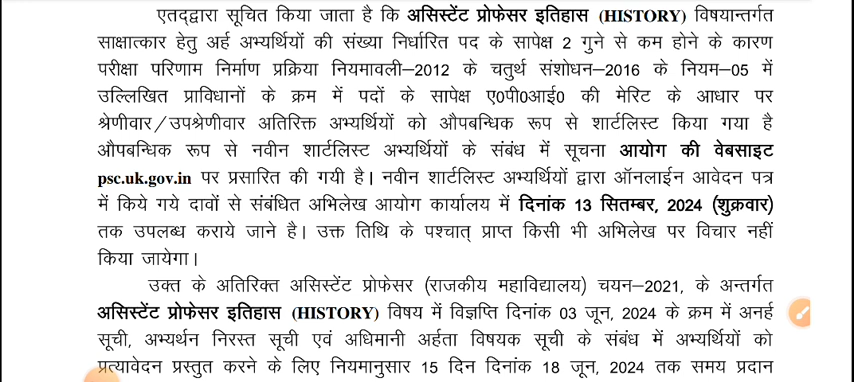 एतद्द्वारा सूचित किया जाता है कि असिस्टेंट प्रोफेसर इतिहास (HISTORY) विषयान्तर्गत
साक्षात्कार हेतु अर्ह अभ्यर्थियों की संख्या निर्धारित पद के सापेक्ष 2 गुने से कम होने के कारण
परीक्षा परिणाम निर्माण प्रक्रिया नियमावली–2012 के चतुर्थ संशोधन–2016 के नियम–05 में
उल्लिखित प्राविधानों के क्रम में पदों के सापेक्ष ए0पी0आई0 की मेरिट के आधार पर
श्रेणीवार/उपश्रेणीवार अतिरिक्त अभ्यर्थियों को औपबन्धिक रूप से शार्टलिस्ट किया गया है
औपबन्धिक रूप से नवीन शार्टलिस्ट अभ्यर्थियों के संबंध में सूचना आयोग की वेबसाइट
psc.uk.gov.in पर प्रसारित की गयी है। नवीन शार्टलिस्ट अभ्यर्थियों द्वारा ऑनलाईन आवेदन पत्र
में किये गये दावों से संबंधित अभिलेख आयोग कार्यालय में दिनांक 13 सितम्बर, 2024 (शुक्रवार)
तक उपलब्ध कराये जाने है। उक्त तिथि के पश्चात् प्राप्त किसी भी अभिलेख पर विचार नहीं
किया जायेगा।
उक्त के अतिरिक्त असिस्टेंट प्रोफेसर (राजकीय महाविद्यालय) चयन–2021, के अन्तर्गत
असिस्टेंट प्रोफेसर इतिहास (HISTORY) विषय में विज्ञप्ति दिनांक 03 जून, 2024 के क्रम में अनर्ह
सूची, अभ्यर्थन निरस्त सूची एवं अधिमानी अर्हता विषयक सूची के संबंध में अभ्यर्थियों को
प्रत्यावेदन प्रस्तुत करने के लिए नियमानुसार 15 दिन दिनांक 18 जून, 2024 तक समय प्रदान